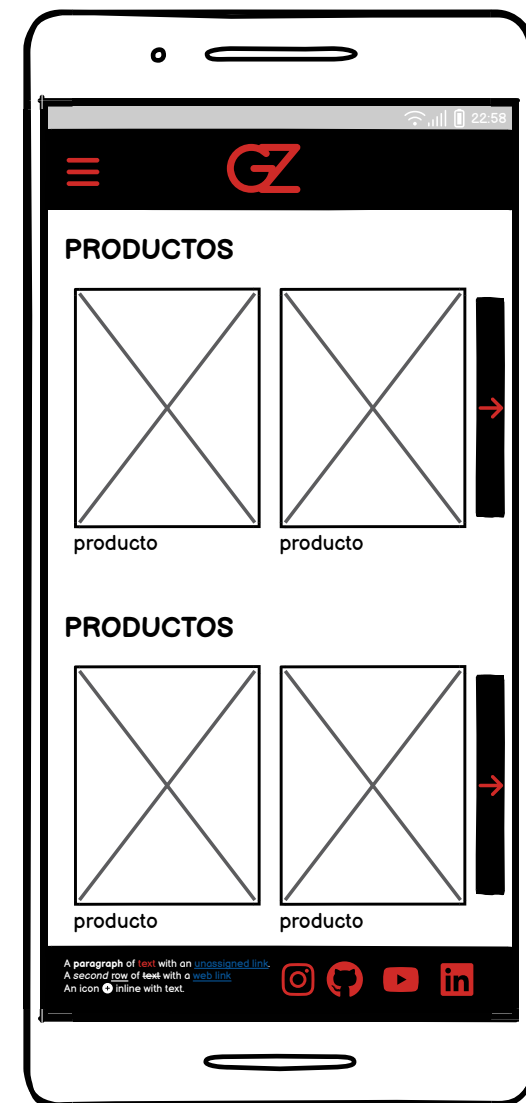 22:58
GZ
PRODUCTOS
producto producto
PRODUCTOS
producto producto
A paragraph of text with an unassigned link.
A second row of text with a web link
An icon inline with text.
in